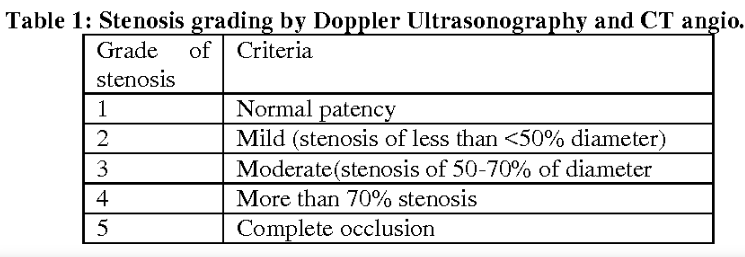 Table 1: Stenosis grading by Doppler Ultrasonography and CT angio.
Grade of stenosis Criteria
1 Normal patency
2 Mild (stenosis of less than <50% diameter)
3 Moderate(stenosis of 50-70% of diameter
4 More than 70% stenosis
5 Complete occlusion